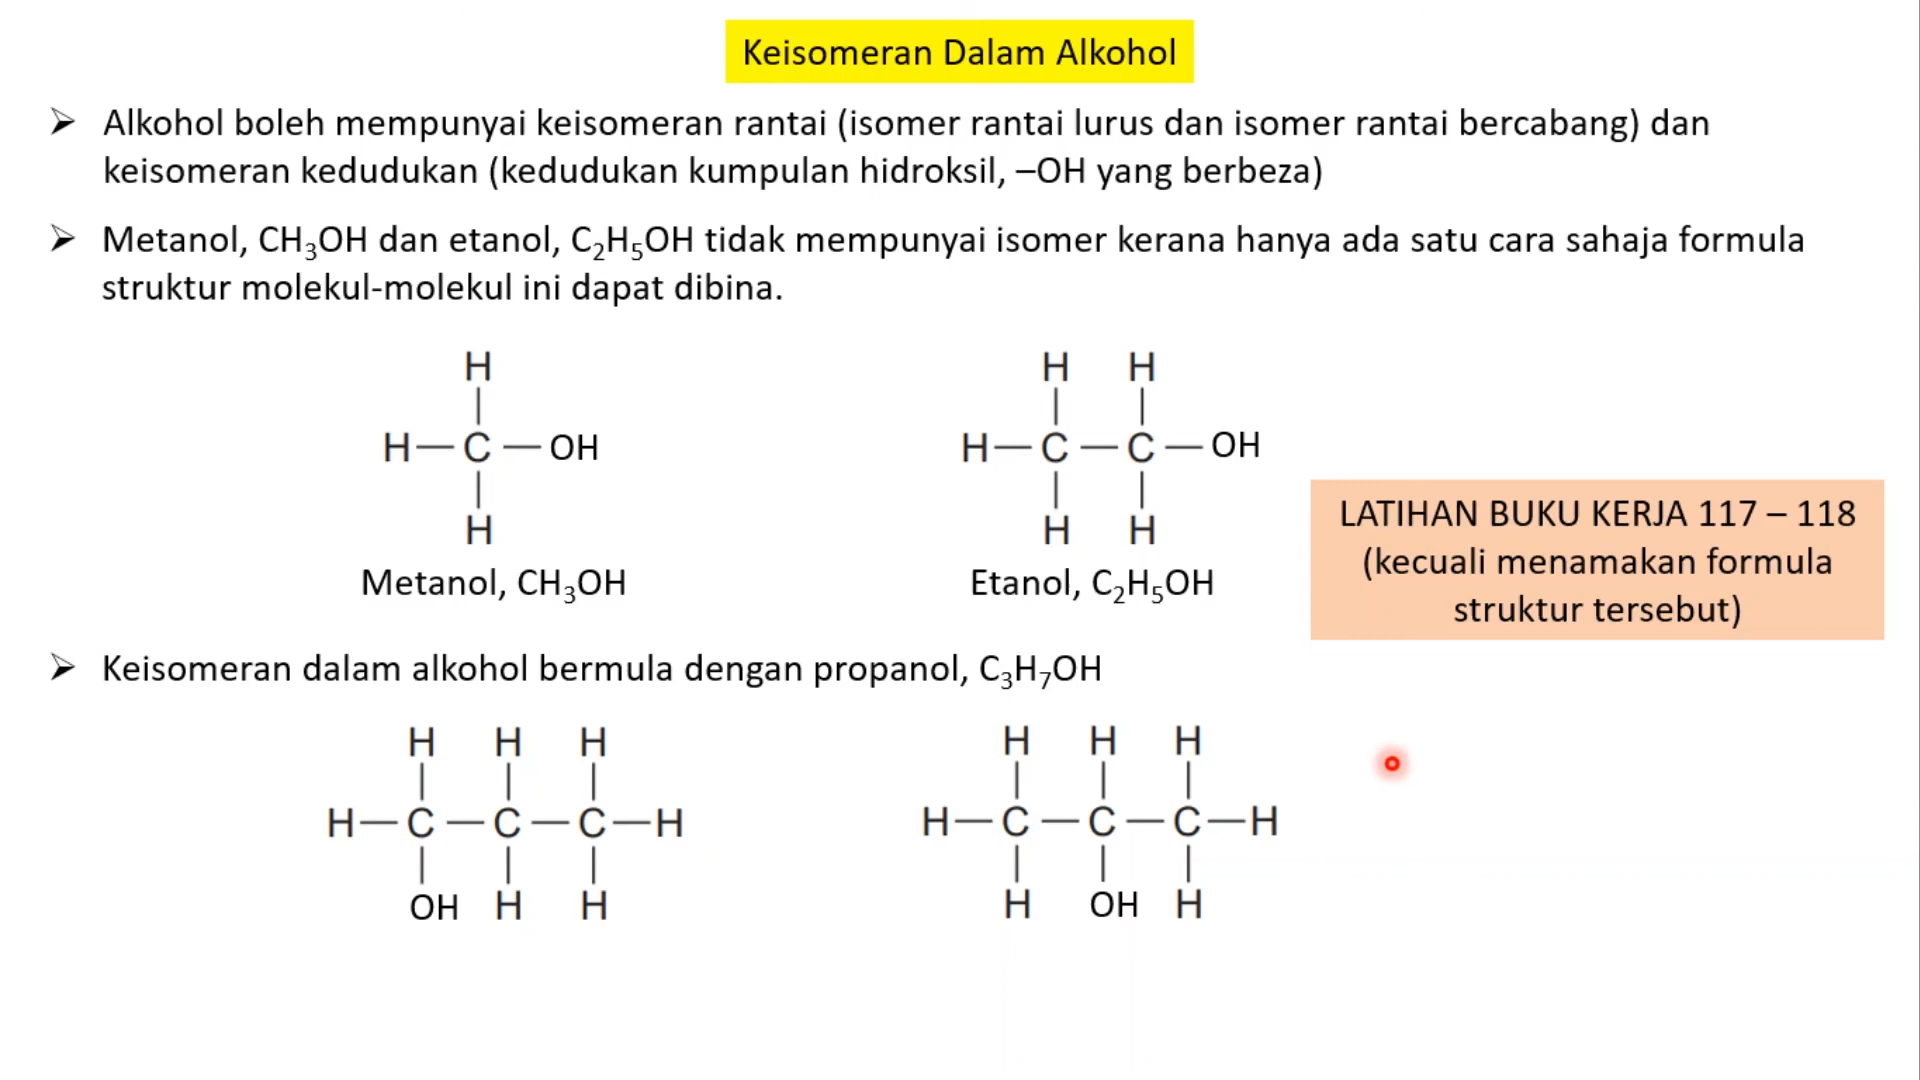 Keisomeran Dalam Alkohol
➢ Alkohol boleh mempunyai keisomeran rantai (isomer rantai lurus dan isomer rantai bercabang) dan
keisomeran kedudukan (kedudukan kumpulan hidroksil, –OH yang berbeza)
➢ Metanol, CH₃OH dan etanol, C₂H₅OH tidak mempunyai isomer kerana hanya ada satu cara sahaja formula
struktur molekul-molekul ini dapat dibina.
H
H—C—OH
H
Metanol, CH₃OH
H H
H—C—C—OH
H H
Etanol, C₂H₅OH
LATIHAN BUKU KERJA 117 – 118
(kecuali menamakan formula
struktur tersebut)
➢ Keisomeran dalam alkohol bermula dengan propanol, C₃H₇OH
H H H
H—C—C—C—H
OH H H
H H H
H—C—C—C—H
H OH H